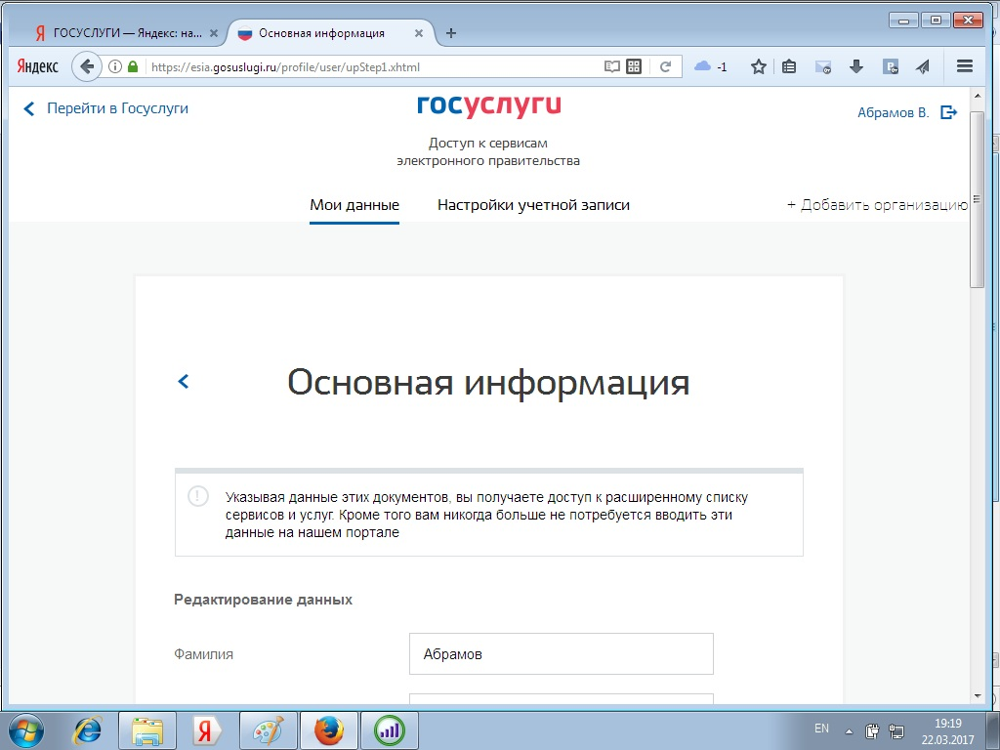 ГОСУСЛУГИ — Яндекс: на...
Основная информация
Яндекс
https://esia.gosuslugi.ru/profile/user/upStep1.xhtml
-1
Перейти в Госуслуги
госуслуги
Абрамов В.
Доступ к сервисам
электронного правительства
Мои данные
Настройки учетной записи
+ Добавить организацию
Основная информация
Указывая данные этих документов, вы получаете доступ к расширенному списку
сервисов и услуг. Кроме того вам никогда больше не потребуется вводить эти
данные на нашем портале
Редактирование данных
Фамилия
Абрамов
EN
19:19
22.03.2017